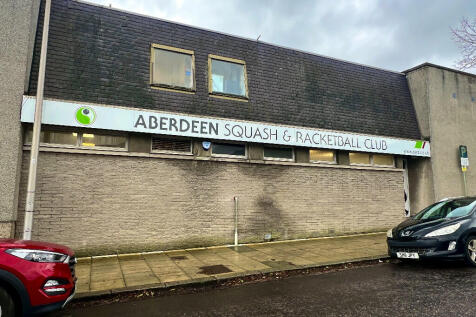 ABERDEEN SQUASH & RACKETBALL CLUB